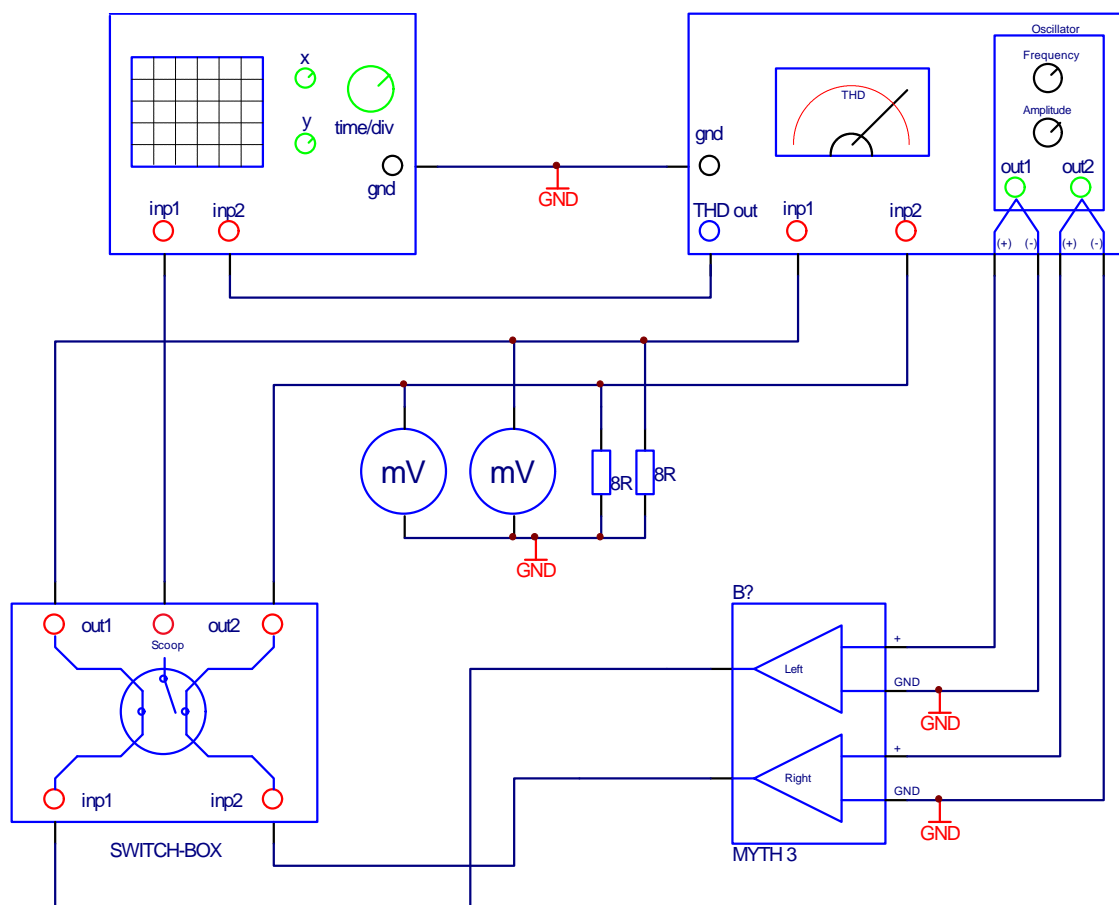 Oscillator
x
Frequency
THD
y
time/div
Amplitude
gnd
gnd
out1
out2
inp1
inp2
THD out
inp1
inp2
(+)
(-)
(+)
(-)
GND
mV
mV
8R
8R
GND
B?
out1
out2
Scoop
+
Left
GND
GND
+
Right
inp1
inp2
GND
GND
SWITCH-BOX
MYTH 3